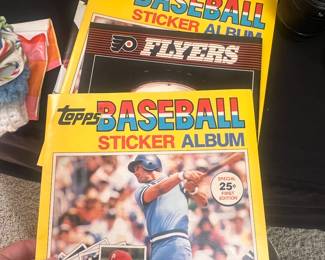 BASEBALL
STICKER ALBUM
FLYERS
Topps BASEBALL
STICKER ALBUM
SPECIAL
25¢
FIRST
EDITION